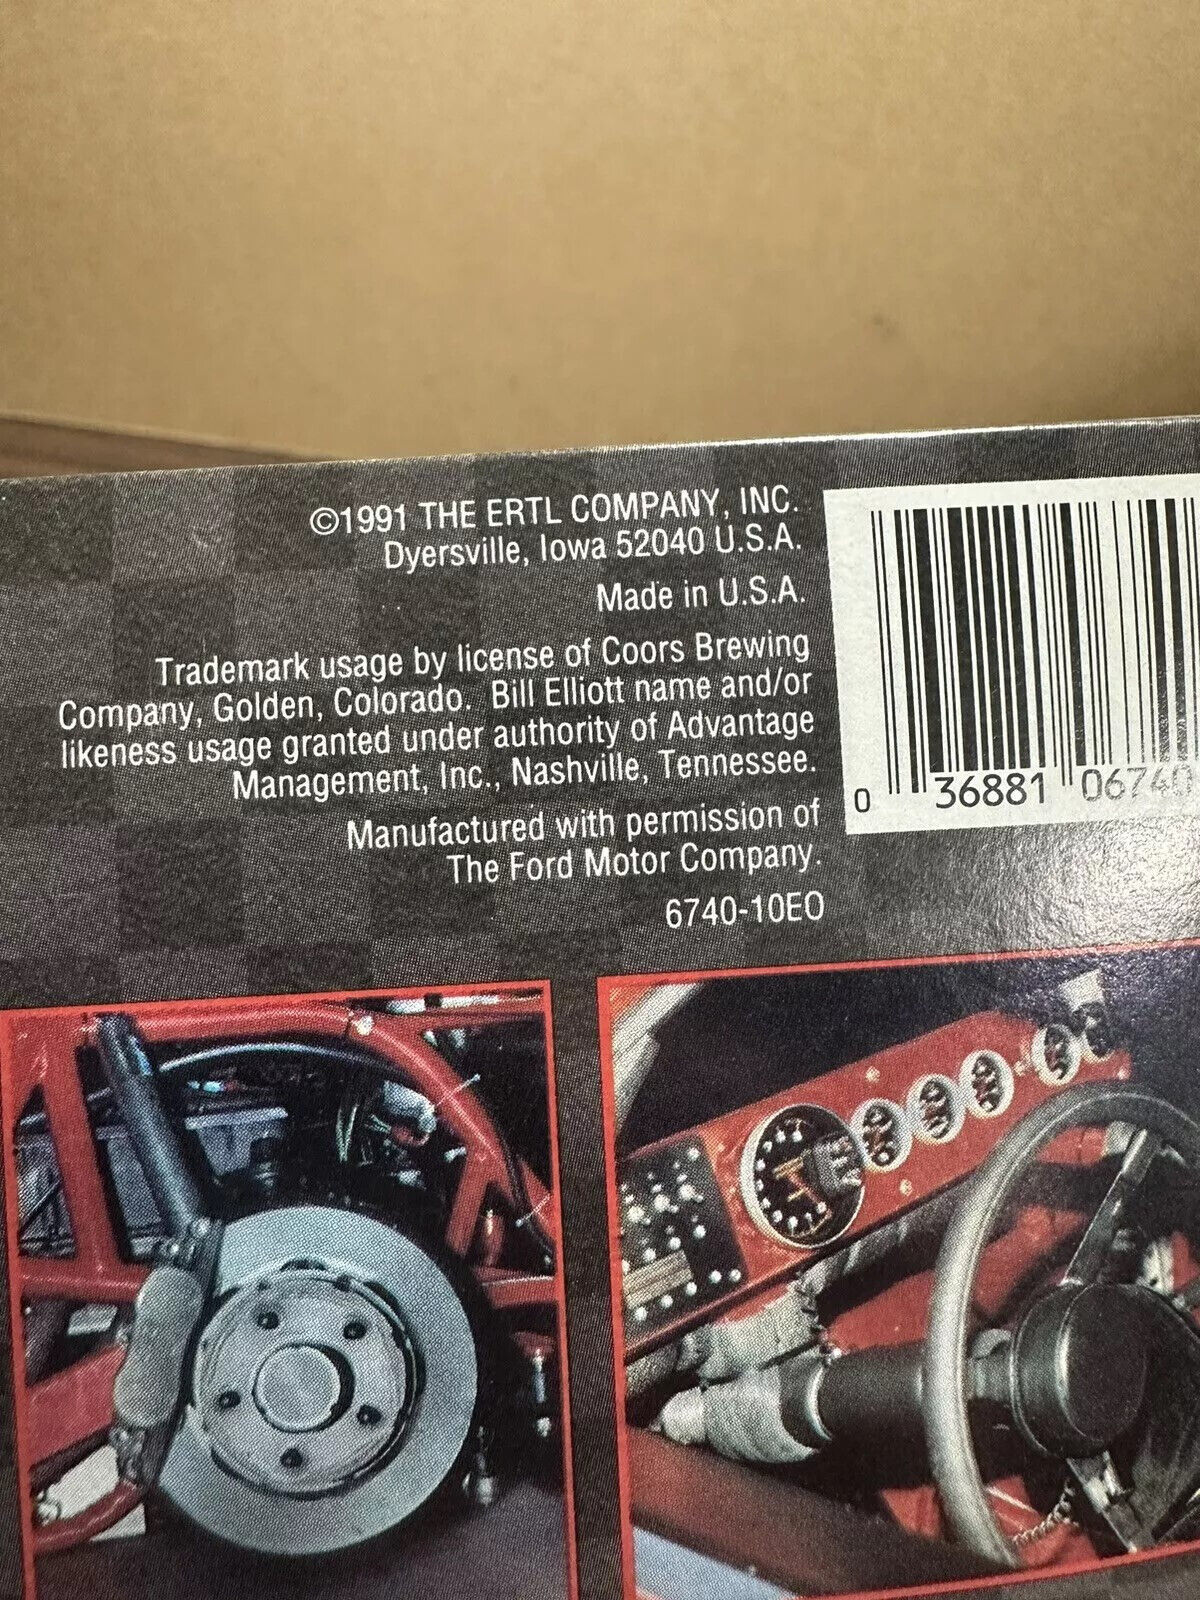 ©1991 THE ERTL COMPANY, INC.
Dyersville, Iowa 52040 U.S.A.
Made in U.S.A.
Trademark usage by license of Coors Brewing
Company, Golden, Colorado. Bill Elliott name and/or
likeness usage granted under authority of Advantage
Management, Inc., Nashville, Tennessee.
Manufactured with permission of
The Ford Motor Company.
6740-10EO
0 36881 06740